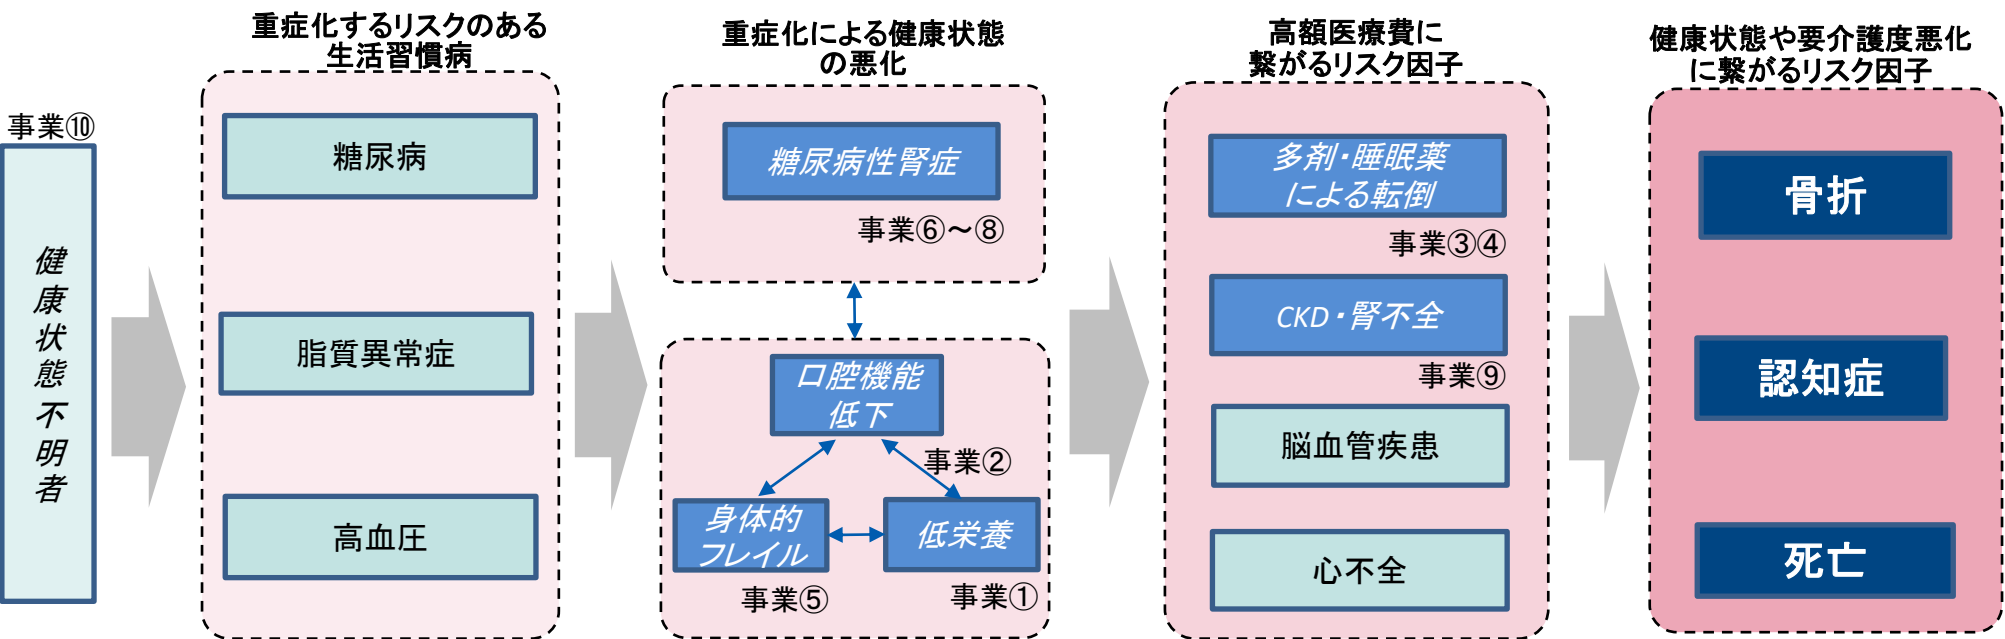 事業⑩
健康状態不明者
重症化するリスクのある
生活習慣病
糖尿病
脂質異常症
高血圧
重症化による健康状態
の悪化
糖尿病性腎症
事業⑥～⑧
口腔機能
低下
事業②
身体的
フレイル
低栄養
事業⑤
事業①
高額医療費に
繋がるリスク因子
多剤・睡眠薬
による転倒
事業③④
CKD・腎不全
事業⑨
脳血管疾患
心不全
健康状態や要介護度悪化
に繋がるリスク因子
骨折
認知症
死亡